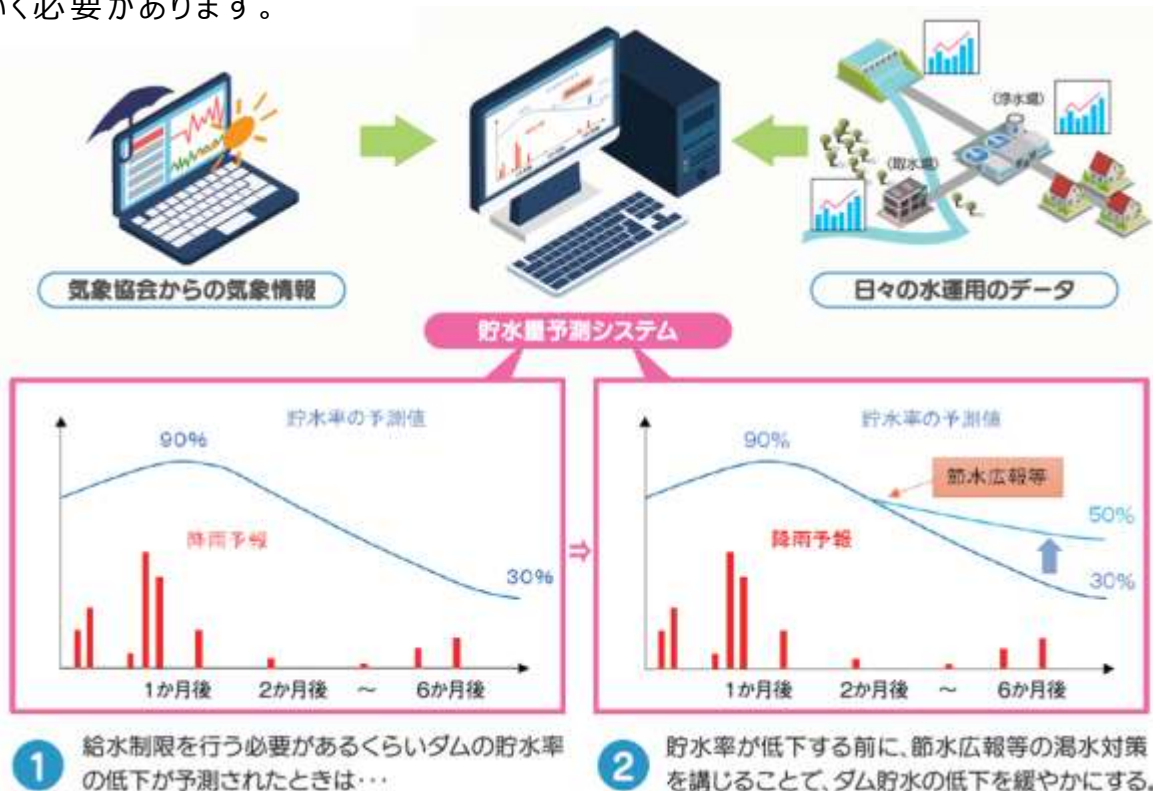 いく必要があります。
(浄水場)
(取水場)
気象協会からの気象情報
日々の水運用のデータ
貯水量予測システム
貯水率の予測値
90%
降雨予報
30%
1か月後 2か月後 ～ 6か月後
⇒
貯水率の予測値
90%
節水広報等
50%
降雨予報
30%
1か月後 2か月後 ～ 6か月後
1 給水制限を行う必要があるくらいダムの貯水率
の低下が予測されたときは･･･
2 貯水率が低下する前に、節水広報等の渇水対策
を講じることで、ダム貯水の低下を緩やかにする。